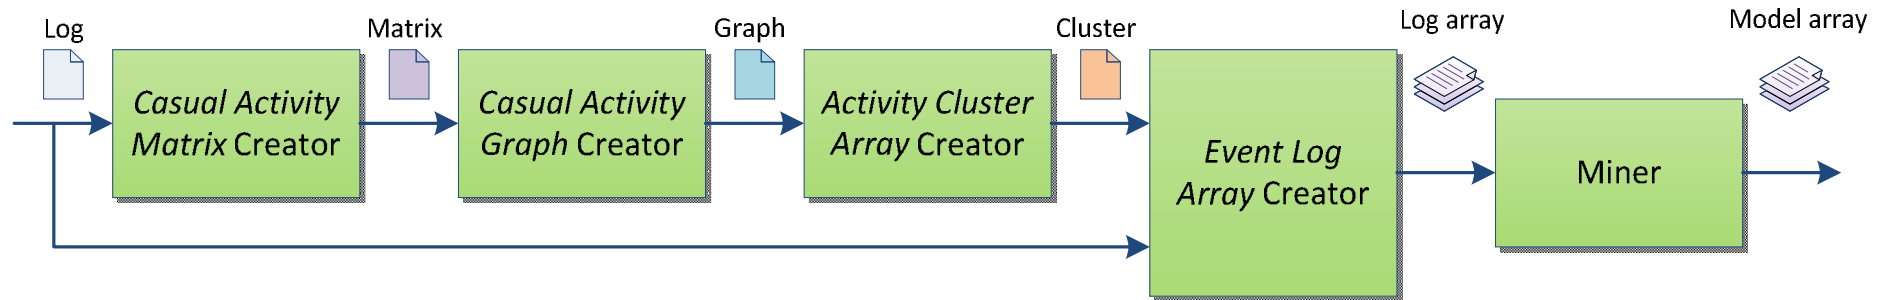 Log
Casual Activity
Matrix Creator
Matrix
Casual Activity
Graph Creator
Graph
Activity Cluster
Array Creator
Cluster
Event Log
Array Creator
Log array
Miner
Model array